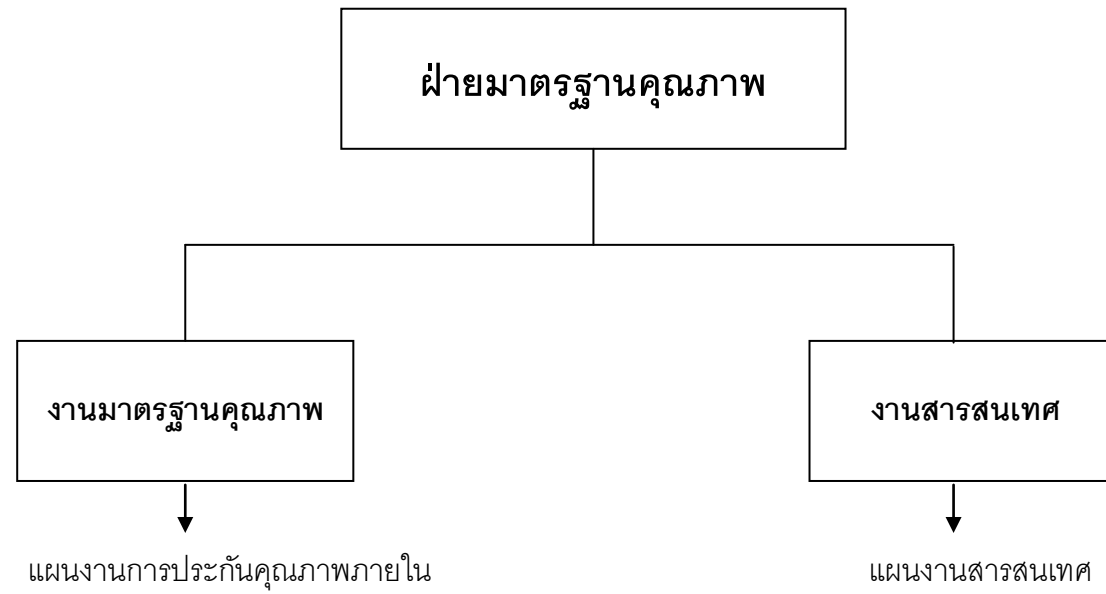 ฝ่ายมาตรฐานคุณภาพ
งานมาตรฐานคุณภาพ
งานสารสนเทศ
แผนงานการประกันคุณภาพภายใน
แผนงานสารสนเทศ